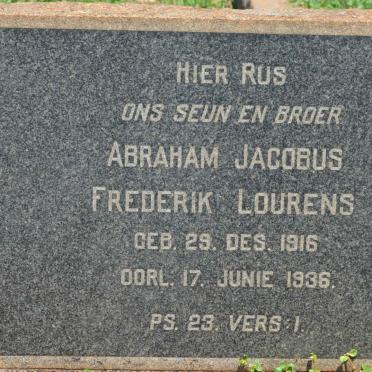 HIER RUS
ONS SEUN EN BROER
ABRAHAM JACOBUS
FREDERIK LOURENS
GEB. 29. DES. 1916
OORL. 17. JUNIE 1936.
PS. 23. VERS 1.